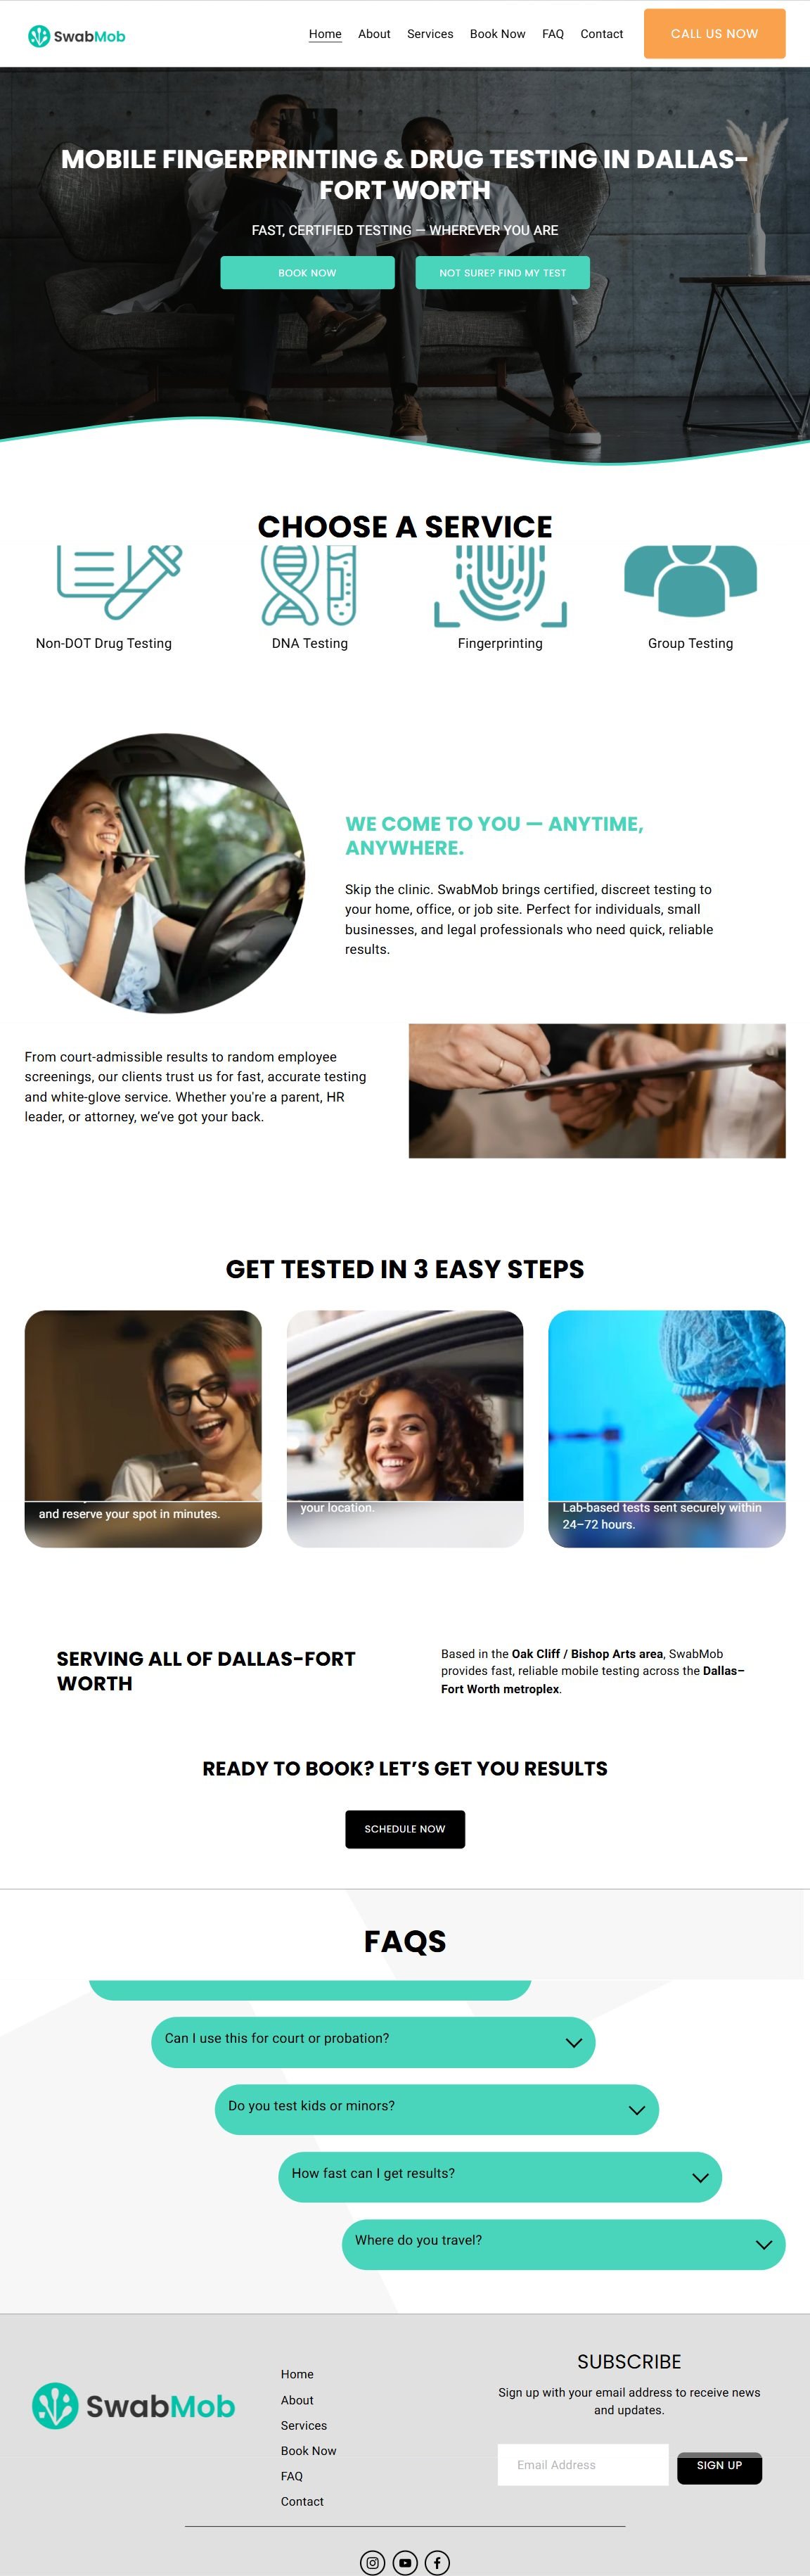 SwabMob
Home About Services Book Now FAQ Contact CALL US NOW
MOBILE FINGERPRINTING & DRUG TESTING IN DALLAS-
FORT WORTH
FAST, CERTIFIED TESTING — WHEREVER YOU ARE
BOOK NOW NOT SURE? FIND MY TEST
CHOOSE A SERVICE
Non-DOT Drug Testing DNA Testing Fingerprinting Group Testing
WE COME TO YOU — ANYTIME,
ANYWHERE.
Skip the clinic. SwabMob brings certified, discreet testing to
your home, office, or job site. Perfect for individuals, small
businesses, and legal professionals who need quick, reliable
results.
From court-admissible results to random employee
screenings, our clients trust us for fast, accurate testing
and white-glove service. Whether you're a parent, HR
leader, or attorney, we’ve got your back.
GET TESTED IN 3 EASY STEPS
and reserve your spot in minutes.
your location.
Lab-based tests sent securely within
24–72 hours.
SERVING ALL OF DALLAS-FORT
WORTH
Based in the Oak Cliff / Bishop Arts area, SwabMob
provides fast, reliable mobile testing across the Dallas–
Fort Worth metroplex.
READY TO BOOK? LET’S GET YOU RESULTS
SCHEDULE NOW
FAQS
Can I use this for court or probation?
Do you test kids or minors?
How fast can I get results?
Where do you travel?
SwabMob
Home
About
Services
Book Now
FAQ
Contact
SUBSCRIBE
Sign up with your email address to receive news
and updates.
Email Address SIGN UP